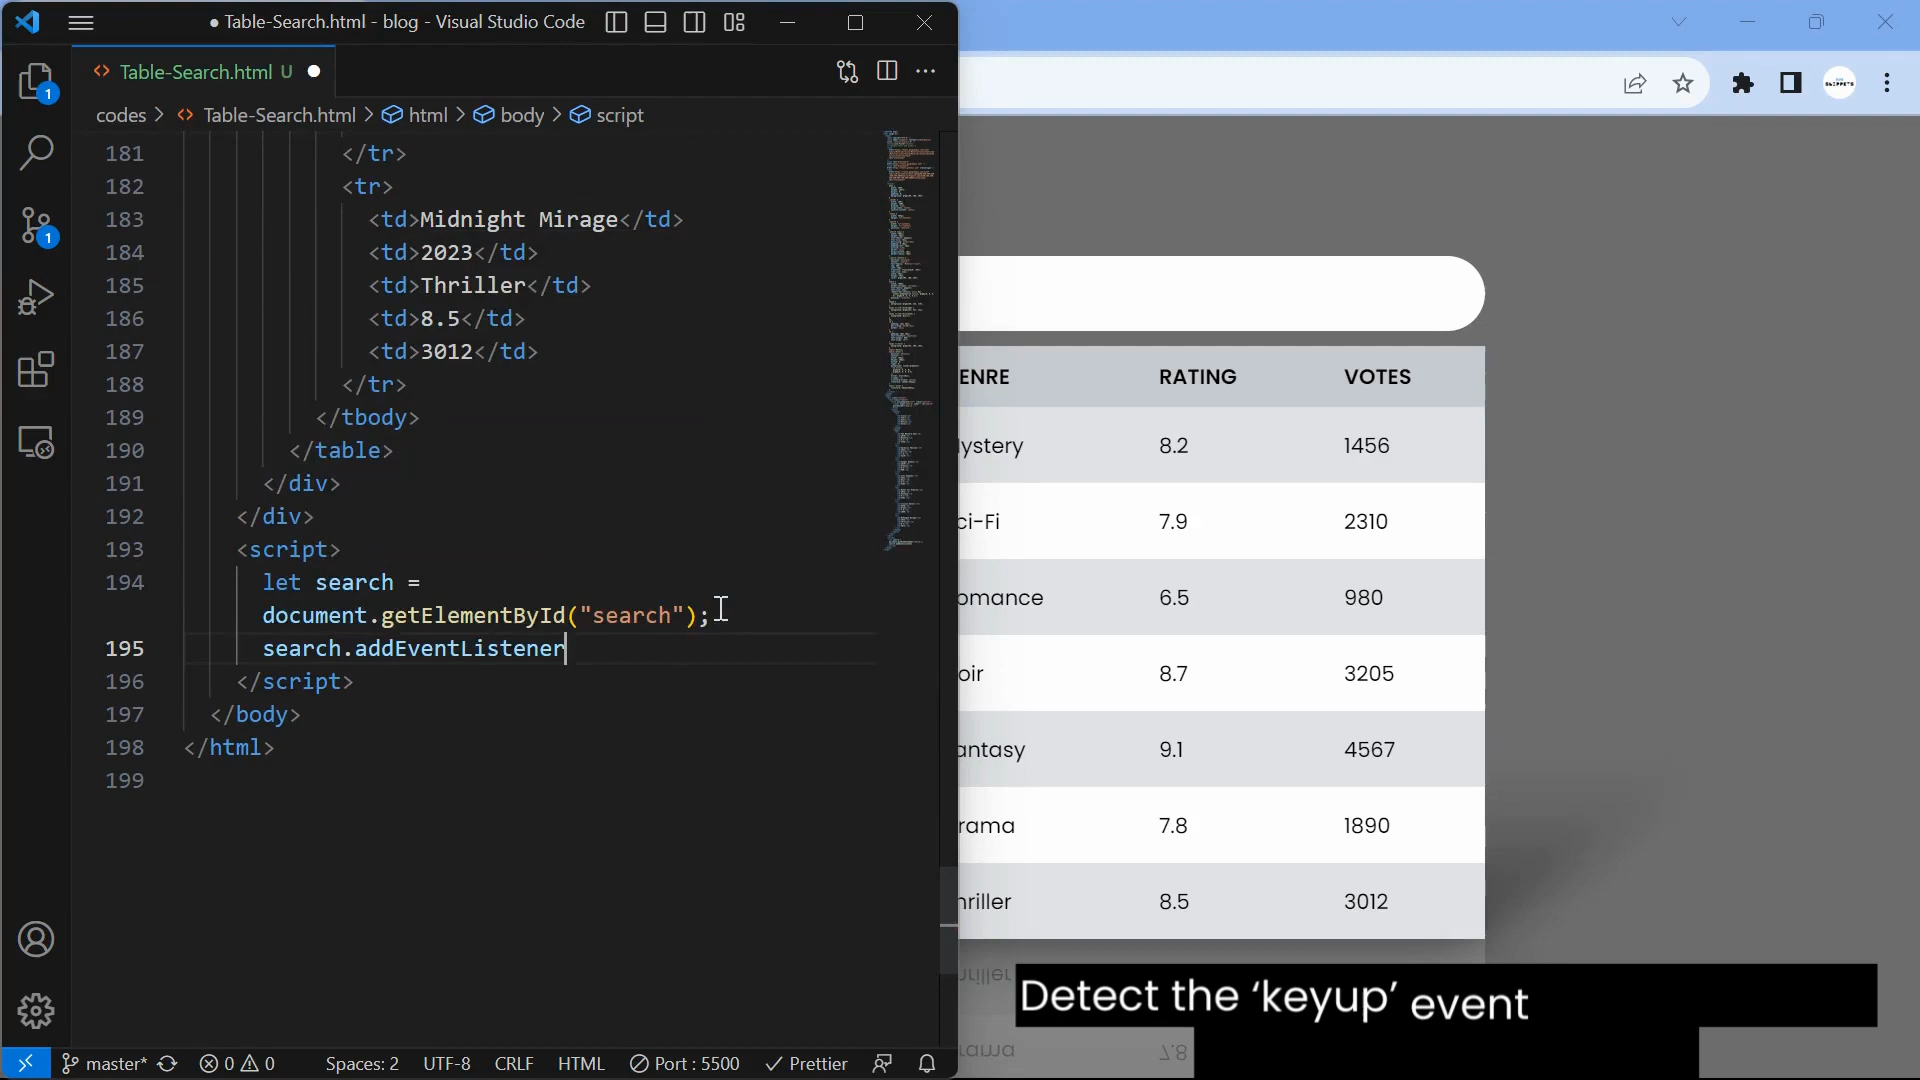 Table-Search.html - blog - Visual Studio Code
Table-Search.html U
codes > Table-Search.html > html > body > script
181 </tr>
182 <tr>
183 <td>Midnight Mirage</td>
184 <td>2023</td>
185 <td>Thriller</td>
186 <td>8.5</td>
187 <td>3012</td>
188 </tr>
189 </tbody>
190 </table>
191 </div>
192 </div>
193 <script>
194 let search =
document.getElementById("search");
195 search.addEventListener
196 </script>
197 </body>
198 </html>
199
1
1
master* 0 0 Spaces: 2 UTF-8 CRLF HTML Port : 5500 Prettier
ENRE RATING VOTES
ystery 8.2 1456
ci-Fi 7.9 2310
omance 6.5 980
oir 8.7 3205
antasy 9.1 4567
rama 7.8 1890
hriller 8.5 3012
hriller
Detect the ‘keyup’ event
rama 7.8